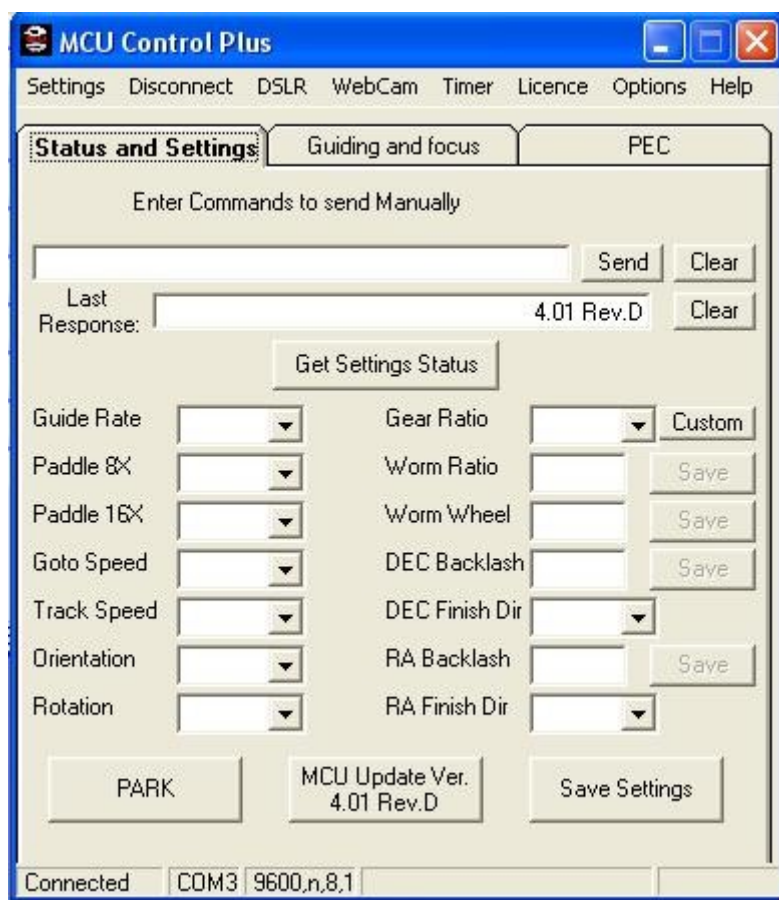 MCU Control Plus
Settings Disconnect DSLR WebCam Timer Licence Options Help
Status and Settings Guiding and focus PEC
Enter Commands to send Manually
Send Clear
Last
Response: 4.01 Rev.D Clear
Get Settings Status
Guide Rate Gear Ratio Custom
Paddle 8X Worm Ratio Save
Paddle 16X Worm Wheel Save
Goto Speed DEC Backlash Save
Track Speed DEC Finish Dir
Orientation RA Backlash Save
Rotation RA Finish Dir
PARK MCU Update Ver. Save Settings
4.01 Rev.D
Connected COM3 9600,n,8,1